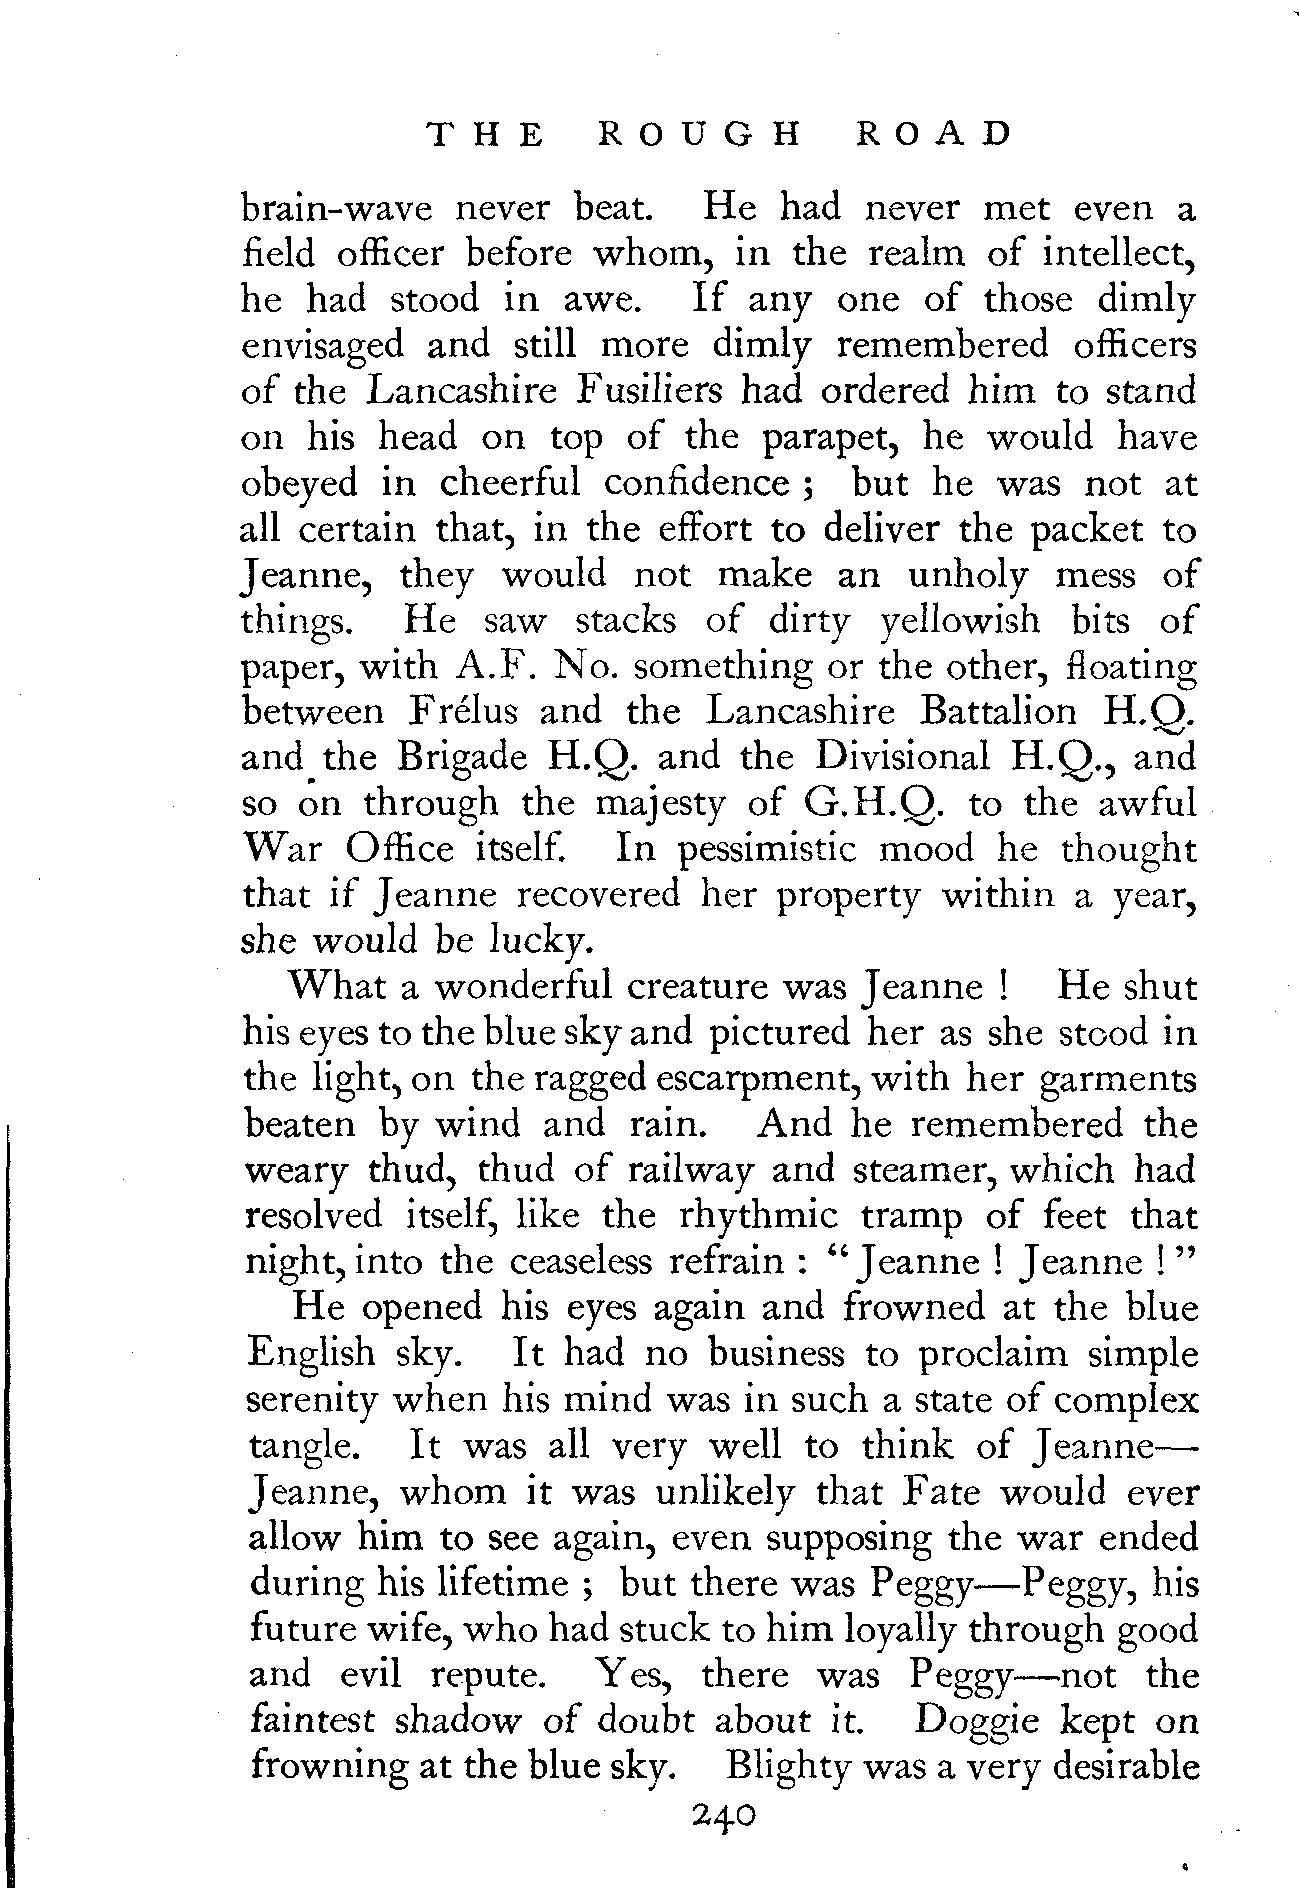 THE ROUGH ROAD
brain-wave never beat. He had never met even a
field officer before whom, in the realm of intellect,
he had stood in awe. If any one of those dimly
envisaged and still more dimly remembered officers
of the Lancashire Fusiliers had ordered him to stand
on his head on top of the parapet, he would have
obeyed in cheerful confidence ; but he was not at
all certain that, in the effort to deliver the packet to
Jeanne, they would not make an unholy mess of
things. He saw stacks of dirty yellowish bits of
paper, with A.F. No. something or the other, floating
between Frélus and the Lancashire Battalion H.Q.
and the Brigade H.Q. and the Divisional H.Q., and
so on through the majesty of G.H.Q. to the awful
War Office itself. In pessimistic mood he thought
that if Jeanne recovered her property within a year,
she would be lucky.
What a wonderful creature was Jeanne ! He shut
his eyes to the blue sky and pictured her as she stood in
the light, on the ragged escarpment, with her garments
beaten by wind and rain. And he remembered the
weary thud, thud of railway and steamer, which had
resolved itself, like the rhythmic tramp of feet that
night, into the ceaseless refrain : “ Jeanne ! Jeanne ! ”
He opened his eyes again and frowned at the blue
English sky. It had no business to proclaim simple
serenity when his mind was in such a state of complex
tangle. It was all very well to think of Jeanne—
Jeanne, whom it was unlikely that Fate would ever
allow him to see again, even supposing the war ended
during his lifetime ; but there was Peggy—Peggy, his
future wife, who had stuck to him loyally through good
and evil repute. Yes, there was Peggy—not the
faintest shadow of doubt about it. Doggie kept on
frowning at the blue sky. Blighty was a very desirable
240